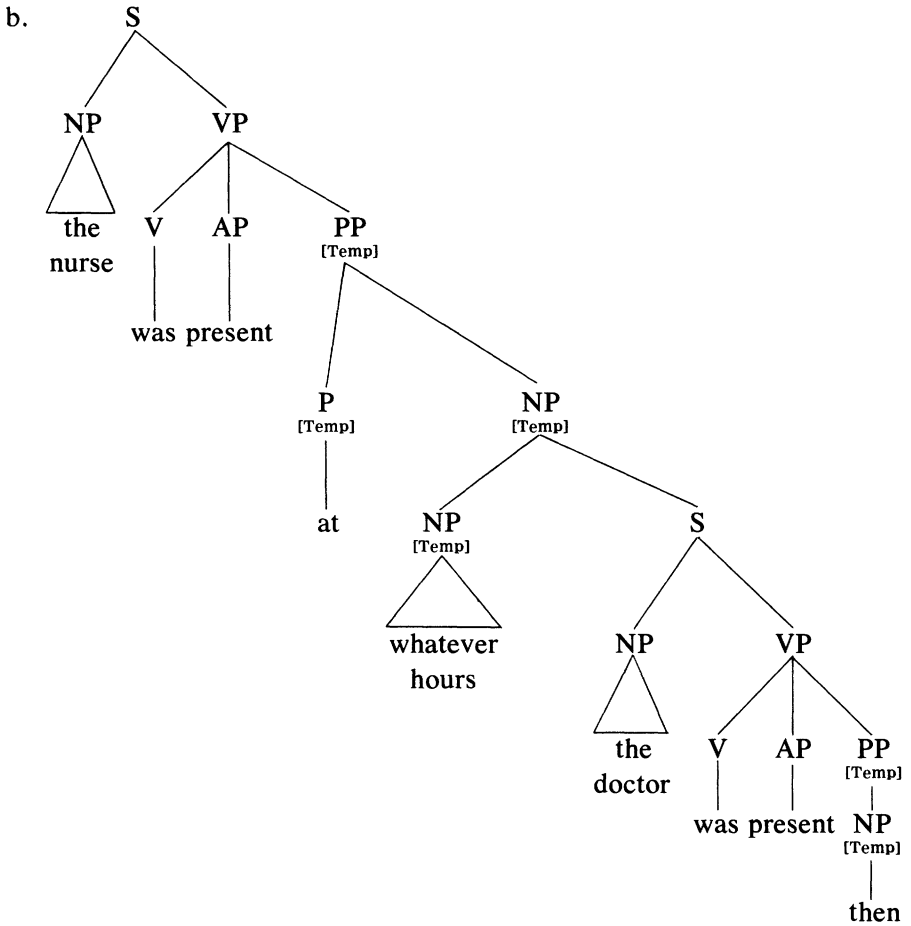 b. S
NP VP
the
nurse
V AP PP
[Temp]
was present
P NP
[Temp] [Temp]
at
NP S
[Temp]
whatever
hours
NP VP
the
doctor
V AP PP
[Temp]
was present NP
[Temp]
then